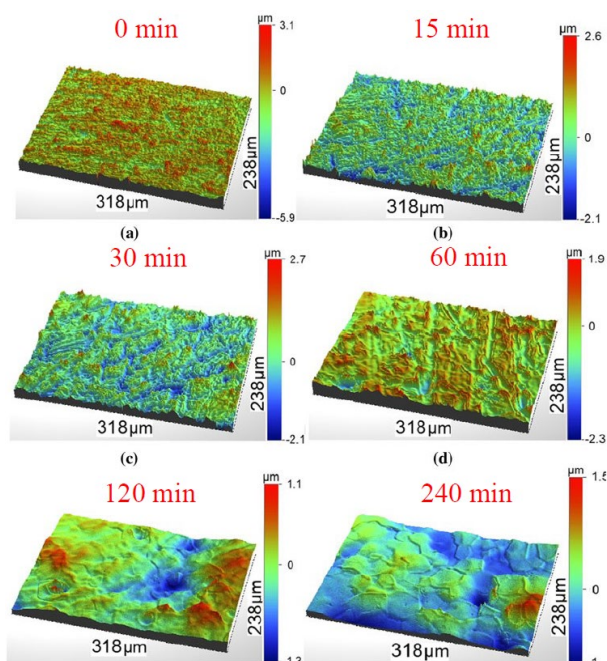 0 min
15 min
µm 3.1
0
-5.9
318µm
238µm
(a)
µm 2.6
0
-2.1
318µm
238µm
(b)
30 min
60 min
µm 2.7
0
-2.1
318µm
238µm
(c)
µm 1.9
0
-2.3
318µm
238µm
(d)
120 min
240 min
µm 1.1
0
318µm
238µm
µm 1.5
0
318µm
238µm